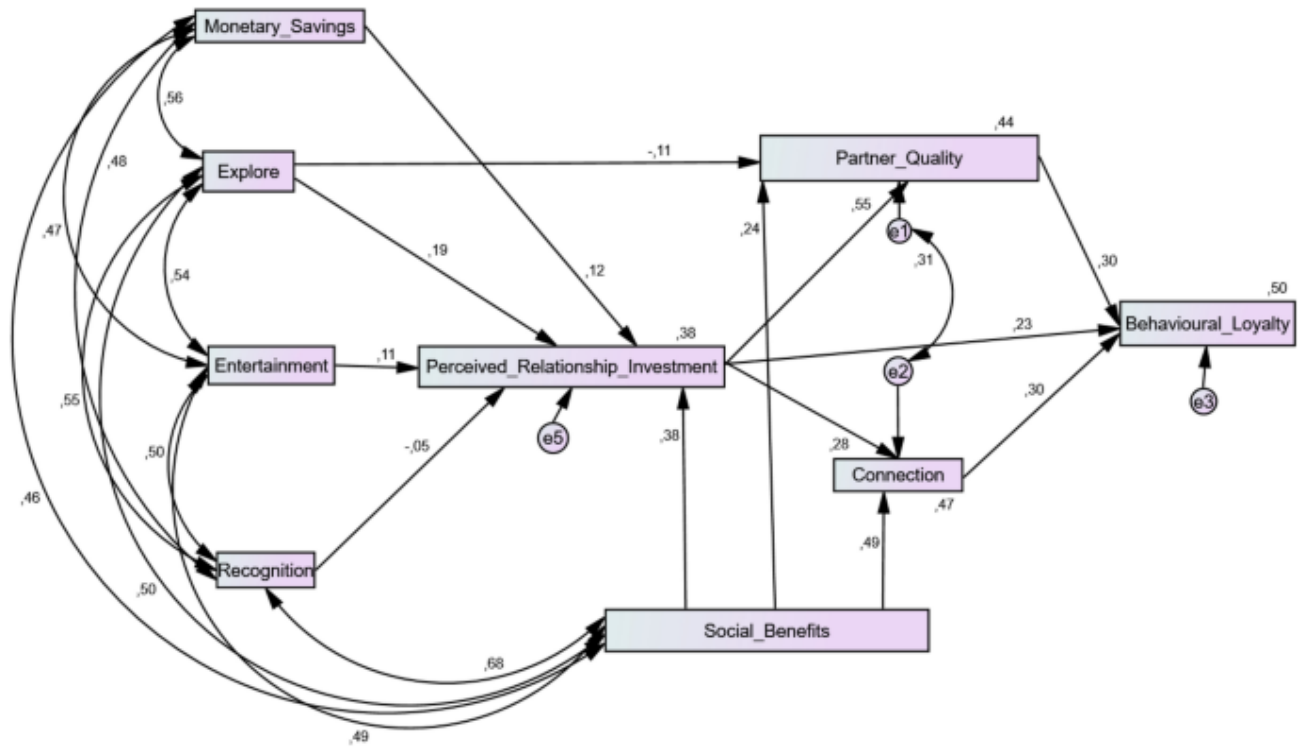 Monetary_Savings
,56
,48
Explore
-,11
,44
Partner_Quality
,55
,24
e1
,31
,47
,19
,12
,54
,30
,50
Behavioural_Loyalty
,23
,38
Entertainment
,11
Perceived_Relationship_Investment
e2
e3
,30
,55
,50
-,05
e5
,38
,28
Connection
,47
,46
,49
Recognition
,50
Social_Benefits
,68
,49